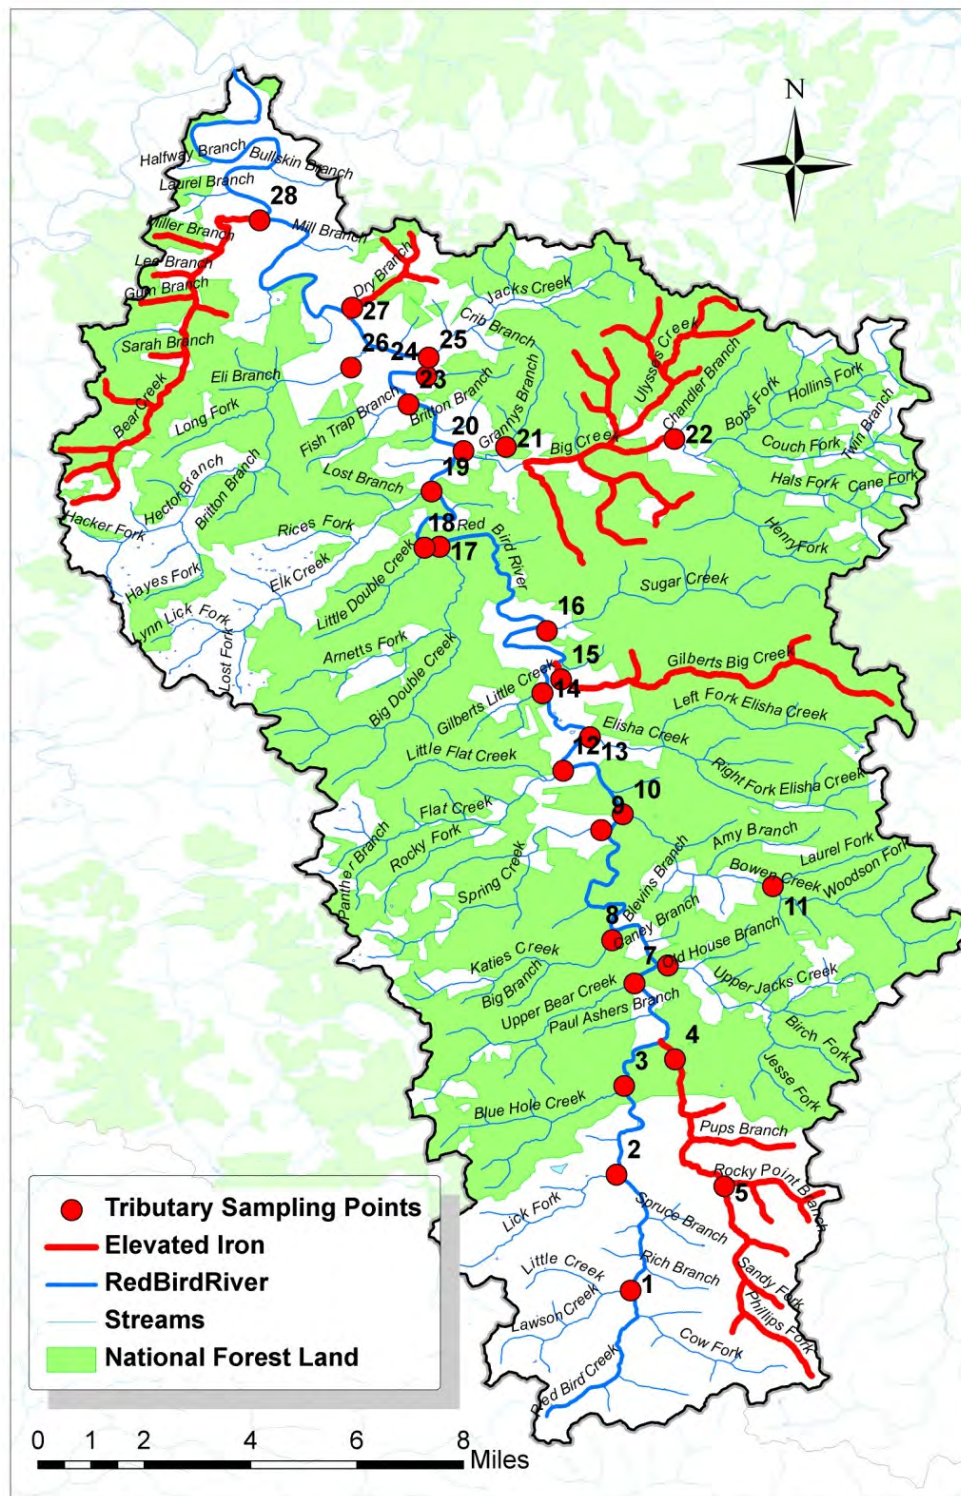 N
Halfway Branch
Bullskin Branch
Laurel Branch
28
Miller Branch
Mill Branch
Lee Branch
Gum Branch
Dry Branch
Jacks Creek
27
Crib Branch
Sarah Branch
26
24
25
Ulysses Creek
Chandler Branch
Eli Branch
23
Bobs Fork
Hollins Fork
Bear Creek
Long Fork
Fish Trap Branch
Britton Branch
Grannys Branch
20
21
Big Creek
22
Couch Fork
Twin Branch
Lost Branch
19
Hector Branch
Britton Branch
Hals Fork
Cane Fork
Hacker Fork
Rices Fork
18
Red Bird River
Henry Fork
17
Hayes Fork
Elk Creek
Little Double Creek
Sugar Creek
16
Lynn Lick Fork
Lost Fork
Arnetts Fork
15
Gilberts Big Creek
Big Double Creek
Gilberts Little Creek
14
Left Fork Elisha Creek
Elisha Creek
12
13
Little Flat Creek
Right Fork Elisha Creek
Flat Creek
10
9
Panther Branch
Rocky Fork
Amy Branch
Laurel Fork
Spring Creek
Blevins Branch
Bowen Creek
Woodson Fork
11
8
Caney Branch
Katies Creek
7
Old House Branch
Big Branch
Upper Bear Creek
Upper Jacks Creek
Paul Ashers Branch
Birch Fork
4
3
Jesse Fork
Blue Hole Creek
Pups Branch
2
Rocky Point Branch
5
Lick Fork
Spruce Branch
Little Creek
Rich Branch
Sandy Fork
1
Lawson Creek
Phillips Fork
Cow Fork
Red Bird Creek
Tributary Sampling Points
Elevated Iron
RedBirdRiver
Streams
National Forest Land
0 1 2 4 6 8
Miles